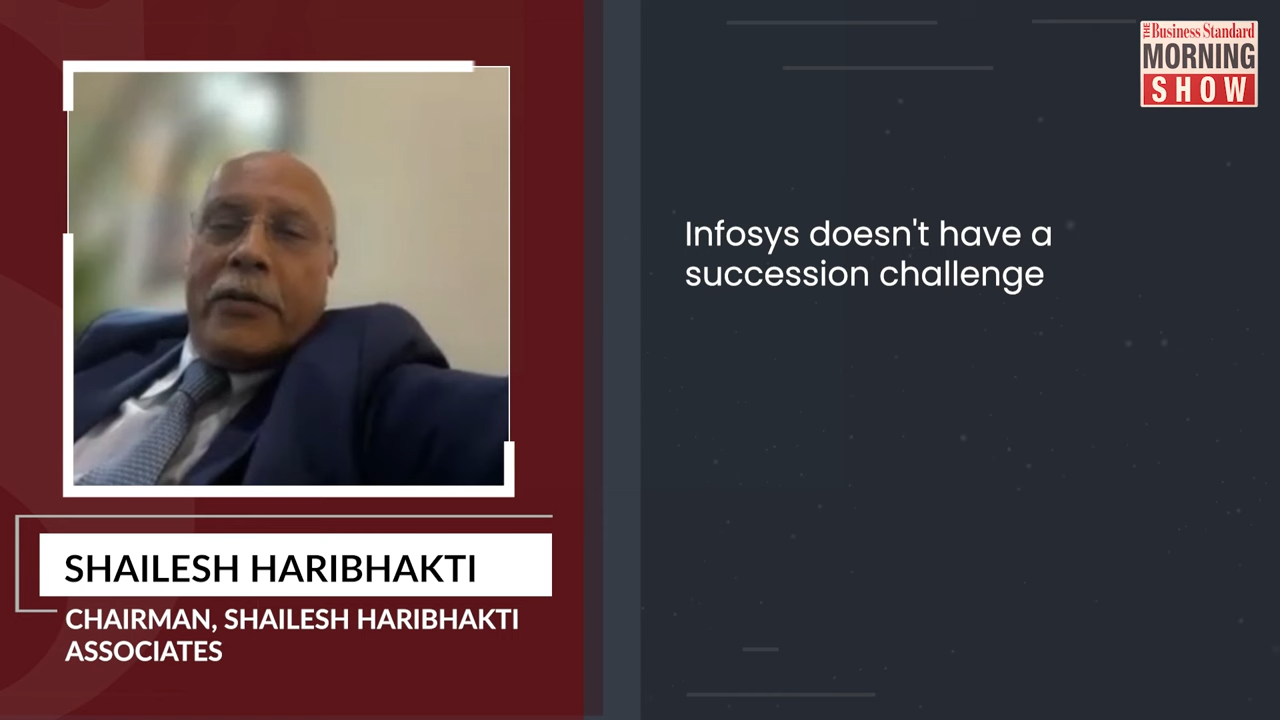 THE Business Standard
MORNING
SHOW
Infosys doesn't have a
succession challenge
SHAILESH HARIBHAKTI
CHAIRMAN, SHAILESH HARIBHAKTI
ASSOCIATES